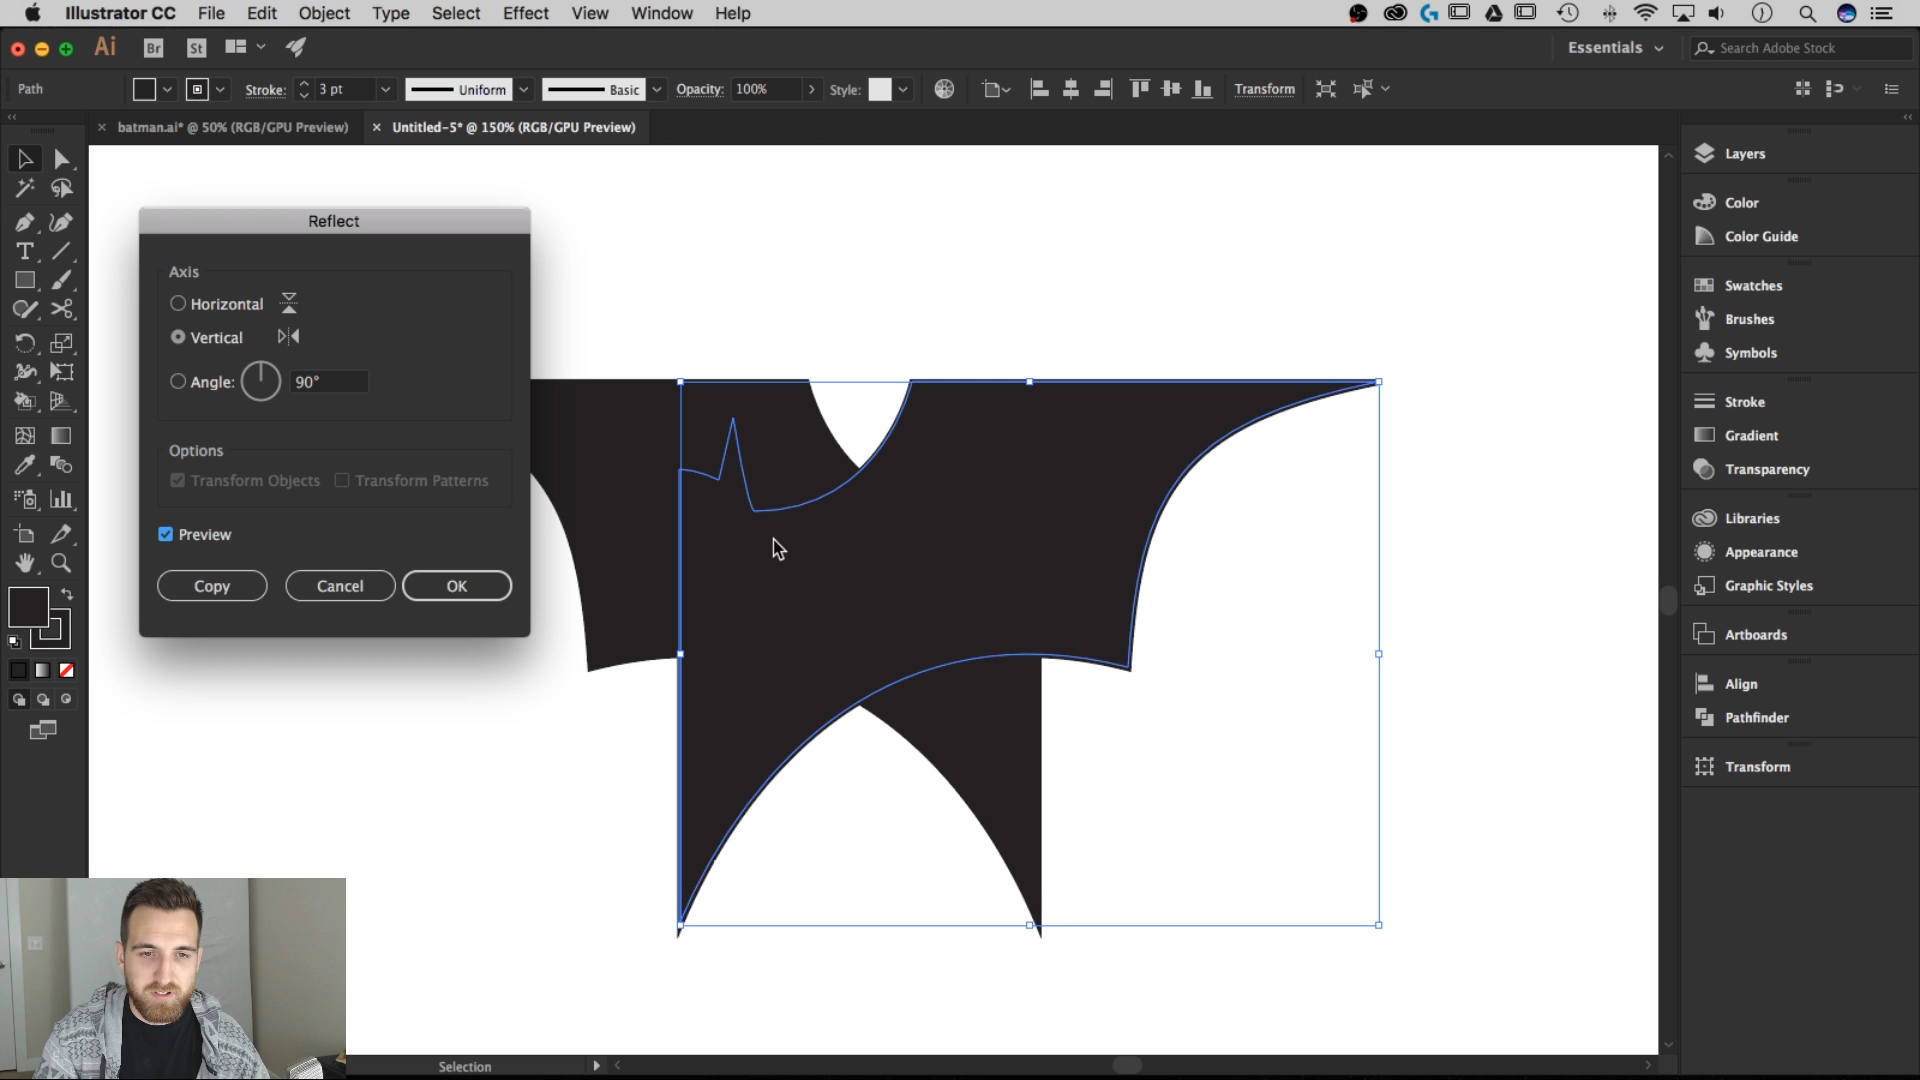 Illustrator CC File Edit Object Type Select Effect View Window Help
Ai Br St Essentials Search Adobe Stock
Path Stroke: 3 pt Uniform Basic Opacity: 100% Style: Transform
batman.ai* @ 50% (RGB/GPU Preview) Untitled-5* @ 150% (RGB/GPU Preview)
Layers
Color
Color Guide
Swatches
Brushes
Symbols
Stroke
Gradient
Transparency
Libraries
Appearance
Graphic Styles
Artboards
Align
Pathfinder
Transform
Reflect
Axis
Horizontal
Vertical
Angle: 90°
Options
Transform Objects Transform Patterns
Preview
Copy Cancel OK
Selection